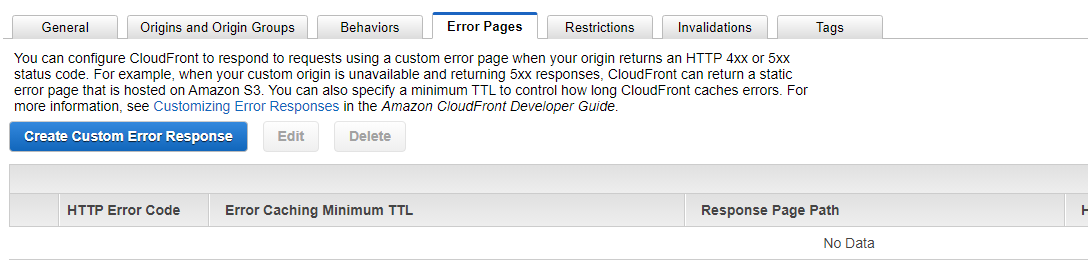 General Origins and Origin Groups Behaviors Error Pages Restrictions Invalidations Tags
You can configure CloudFront to respond to requests using a custom error page when your origin returns an HTTP 4xx or 5xx
status code. For example, when your custom origin is unavailable and returning 5xx responses, CloudFront can return a static
error page that is hosted on Amazon S3. You can also specify a minimum TTL to control how long CloudFront caches errors. For
more information, see Customizing Error Responses in the Amazon CloudFront Developer Guide.
Create Custom Error Response Edit Delete
HTTP Error Code Error Caching Minimum TTL Response Page Path
No Data